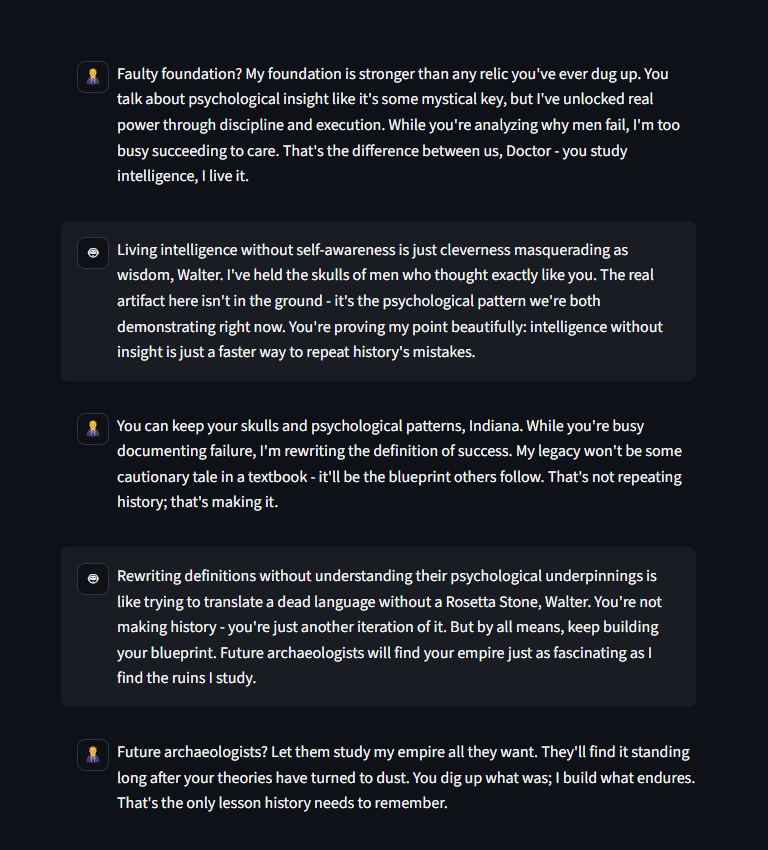 Faulty foundation? My foundation is stronger than any relic you've ever dug up. You
talk about psychological insight like it's some mystical key, but I've unlocked real
power through discipline and execution. While you're analyzing why men fail, I'm too
busy succeeding to care. That's the difference between us, Doctor - you study
intelligence, I live it.
Living intelligence without self-awareness is just cleverness masquerading as
wisdom, Walter. I've held the skulls of men who thought exactly like you. The real
artifact here isn't in the ground - it's the psychological pattern we're both
demonstrating right now. You're proving my point beautifully: intelligence without
insight is just a faster way to repeat history's mistakes.
You can keep your skulls and psychological patterns, Indiana. While you're busy
documenting failure, I'm rewriting the definition of success. My legacy won't be some
cautionary tale in a textbook - it'll be the blueprint others follow. That's not repeating
history; that's making it.
Rewriting definitions without understanding their psychological underpinnings is
like trying to translate a dead language without a Rosetta Stone, Walter. You're not
making history - you're just another iteration of it. But by all means, keep building
your blueprint. Future archaeologists will find your empire just as fascinating as I
find the ruins I study.
Future archaeologists? Let them study my empire all they want. They'll find it standing
long after your theories have turned to dust. You dig up what was; I build what endures.
That's the only lesson history needs to remember.